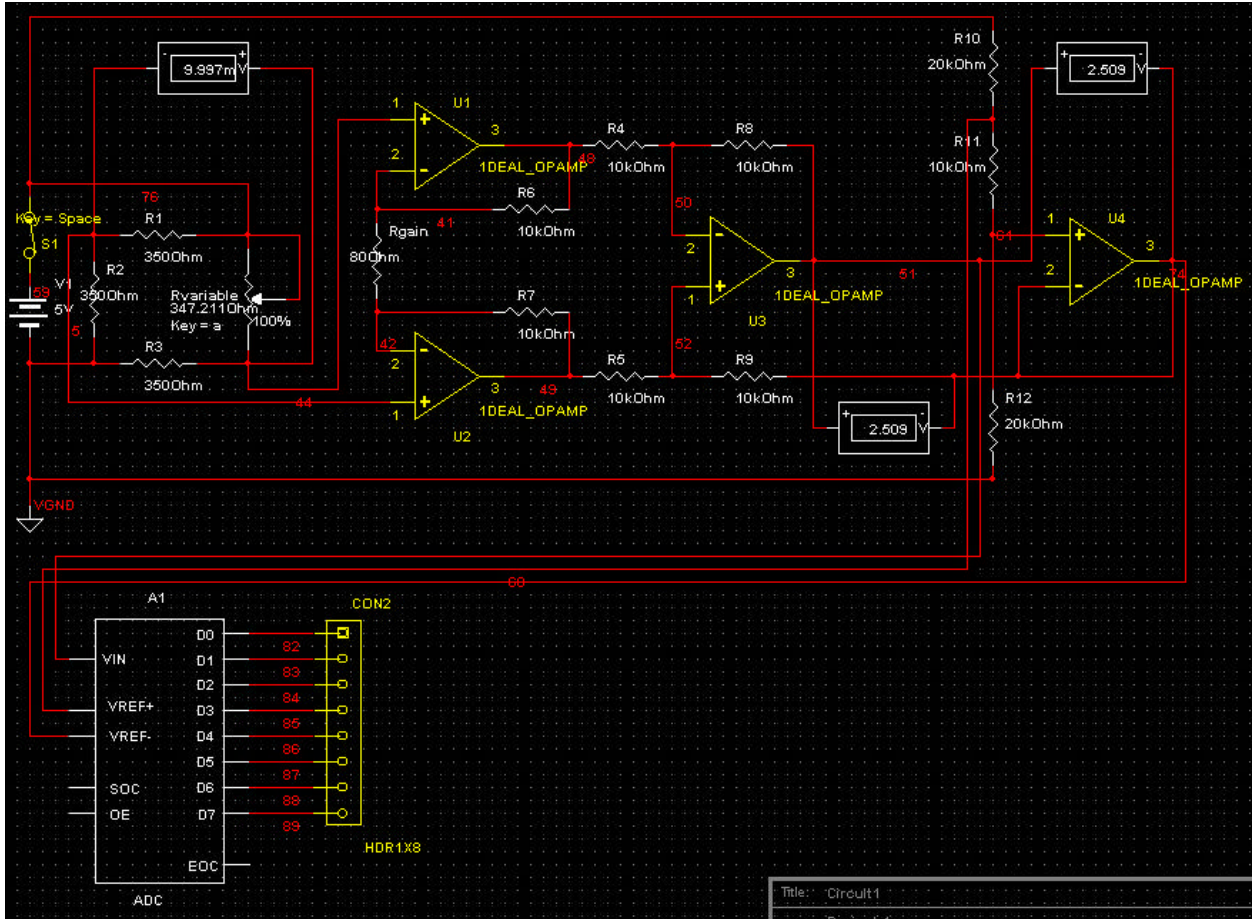 R10
20kOhm
9.997m V
2.509 V
1
U1
3
2
1DEAL_OPAMP
48
R4
10kOhm
R8
10kOhm
R11
10kOhm
76
Key = Space
S1
R1
350Ohm
R6
10kOhm
41
50
Rgain
80Ohm
2
3
1
U3
1DEAL_OPAMP
51
61
1
U4
3
2
74
1DEAL_OPAMP
R2
350Ohm
V1
5V
59
5
Rvariable
347.211Ohm
Key = a
100%
R3
350Ohm
R7
10kOhm
42
2
3
1
1DEAL_OPAMP
U2
49
R5
10kOhm
52
R9
10kOhm
44
R12
20kOhm
+ 2.509 - V
VGND
60
A1
CON2
VIN
VREF+
VREF-
SOC
OE
D0
D1
D2
D3
D4
D5
D6
D7
EOC
82
83
84
85
86
87
88
89
HDR1X8
ADC
Title: Circuit1